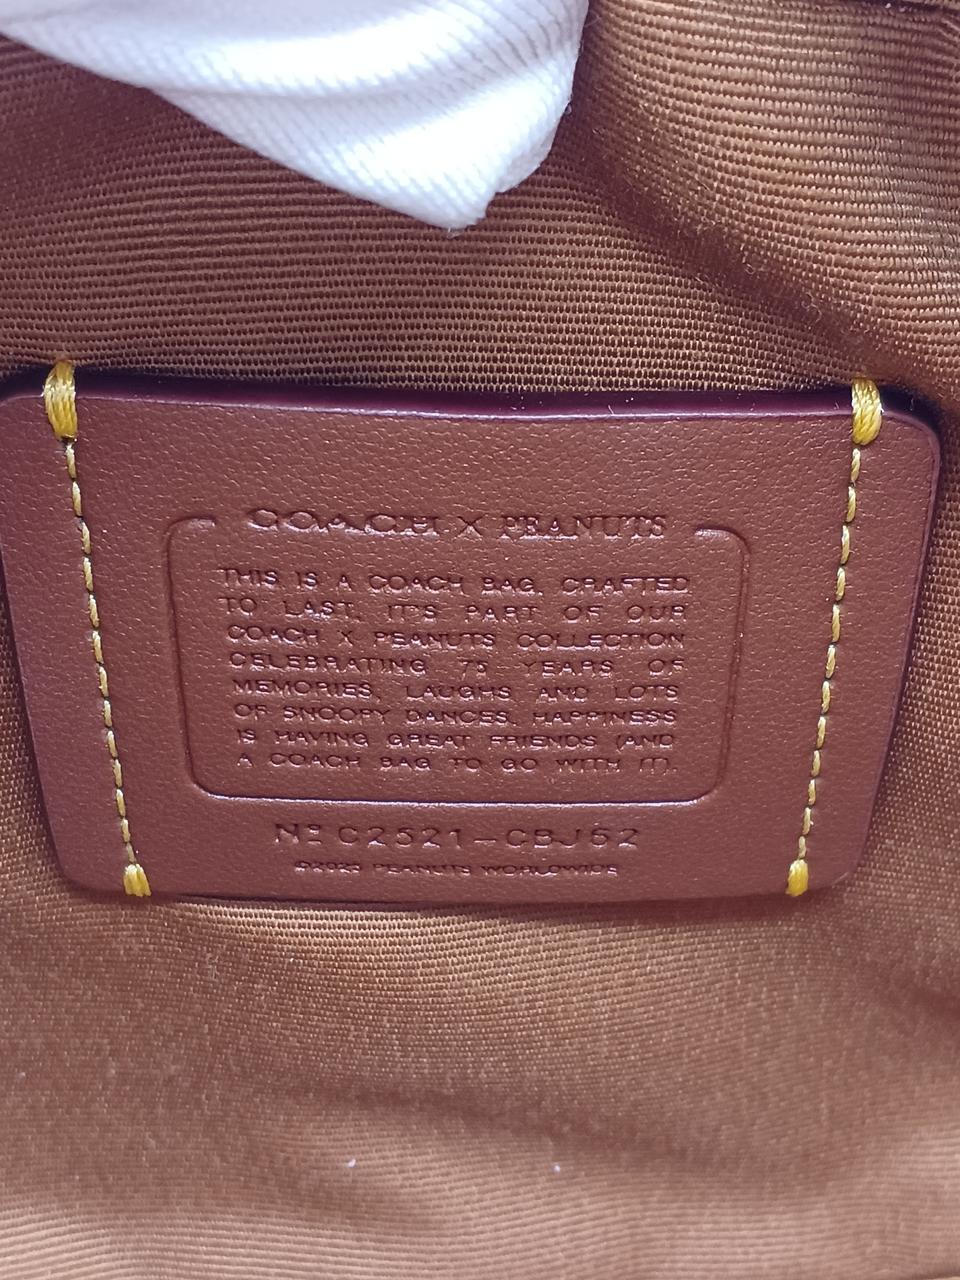 COACH X PEANUTS
THIS IS A COACH BAG. CRAFTED
TO LAST, IT'S PART OF OUR
COACH X PEANUTS COLLECTION
CELEBRATING 75 YEARS OF
MEMORIES, LAUGHS AND LOTS
OF SNOOPY DANCES. HAPPINESS
IS HAVING GREAT FRIENDS (AND
A COACH BAG TO GO WITH IT).
Nº C2521-CBJ62
©2025 PEANUTS WORLDWIDE